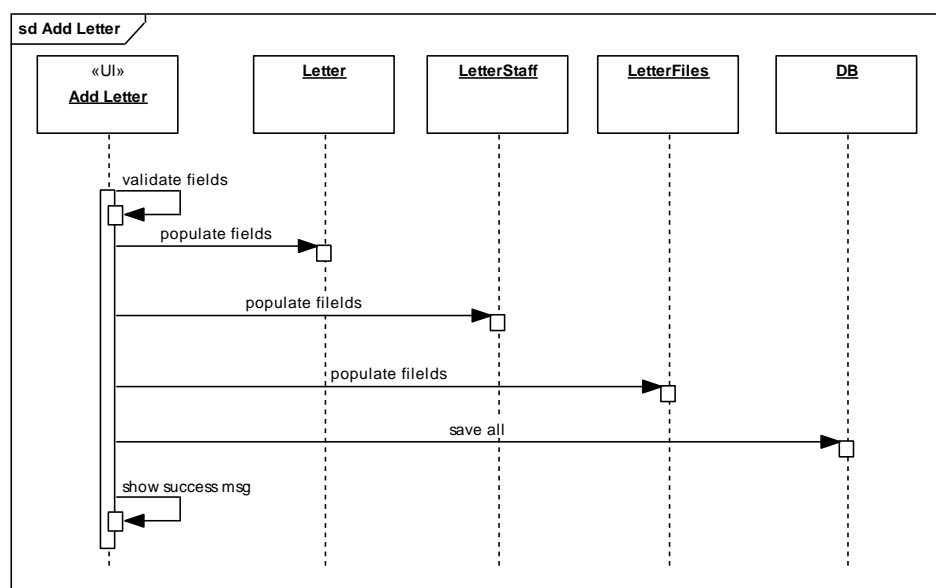 sd Add Letter
«UI»
Add Letter
Letter
LetterStaff
LetterFiles
DB
validate fields
populate fields
populate filelds
populate filelds
save all
show success msg